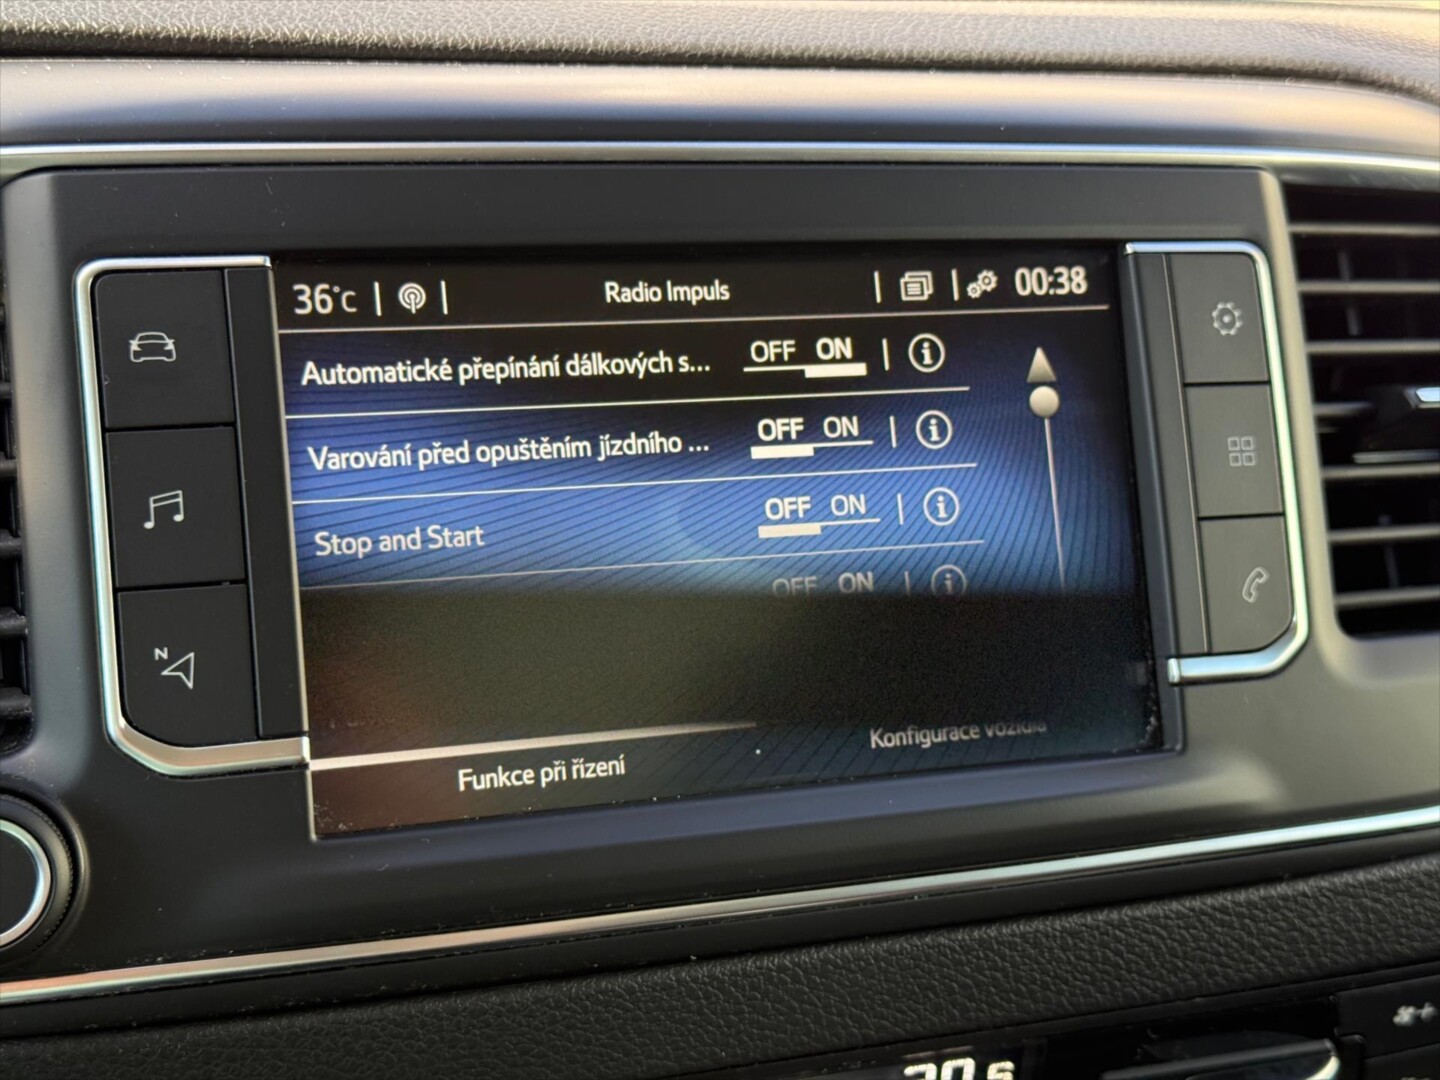 36°C Radio Impuls 00:38
Automatické přepínání dálkových s... OFF ON
Varování před opuštěním jízdního ... OFF ON
Stop and Start OFF ON
OFF ON
Funkce při řízení Konfigurace vozidla
N